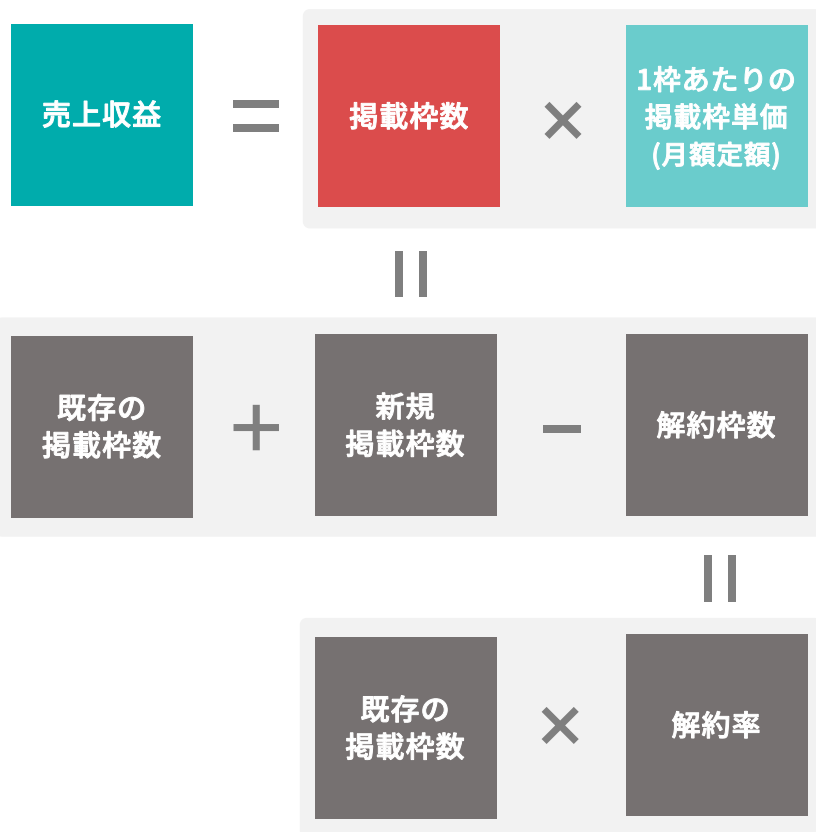 売上収益
=
掲載枠数
×
1枠あたりの
掲載枠単価
(月額定額)
=
既存の
掲載枠数
+
新規
掲載枠数
−
解約枠数
=
既存の
掲載枠数
×
解約率